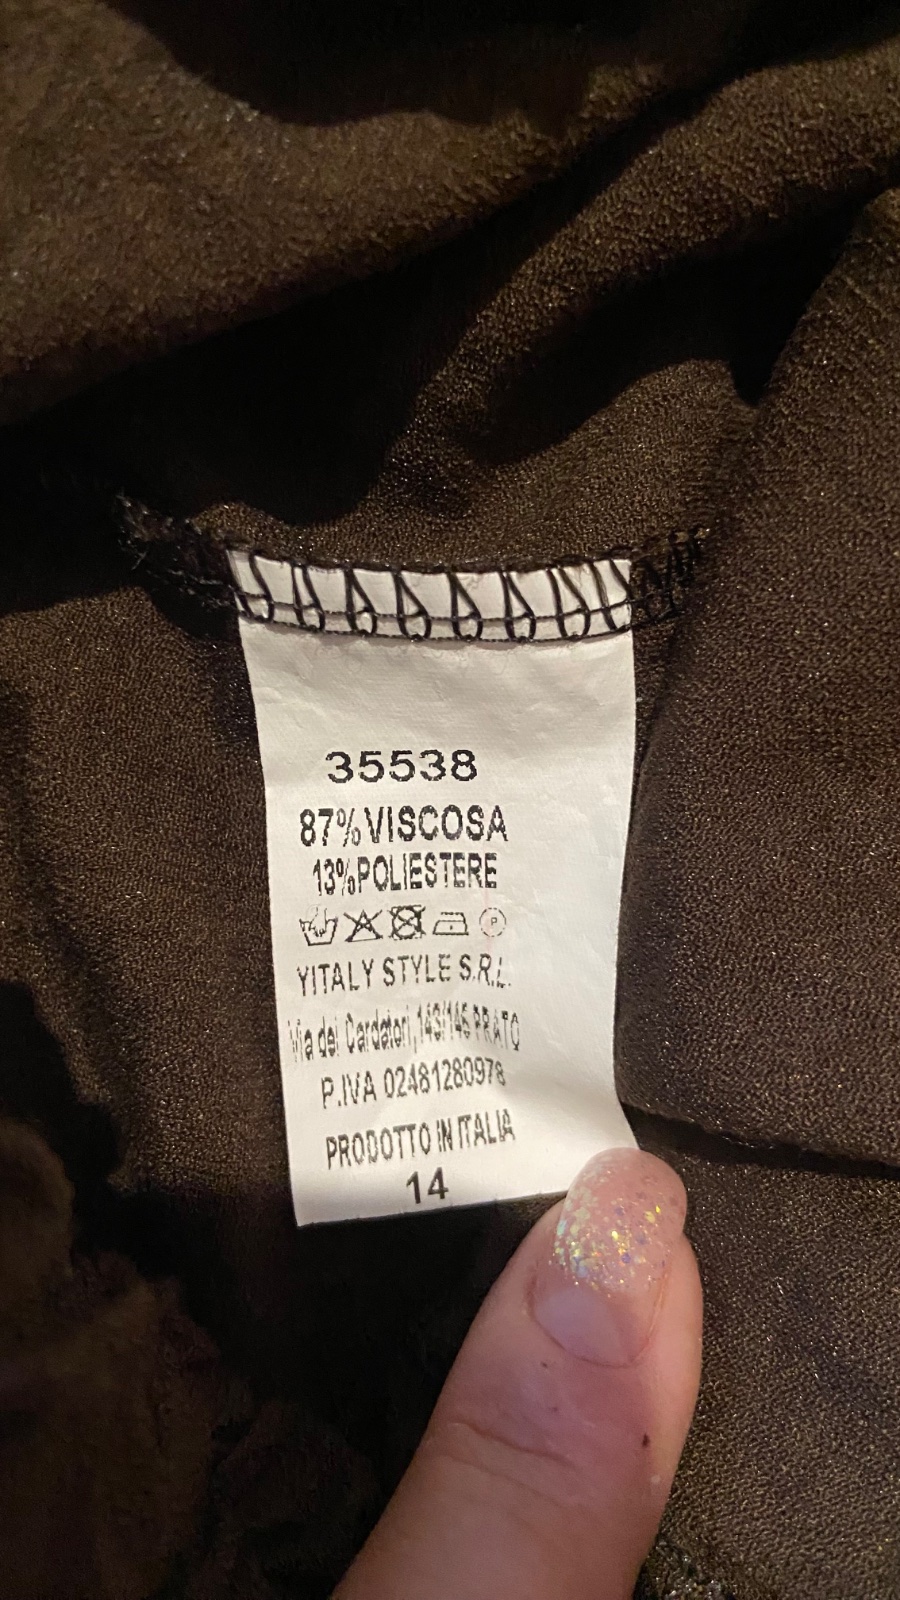 35538
87%VISCOSA
13%POLIESTERE
P
YITALY STYLE S.R.L.
Via dei Cardatori,143/145 PRATO
P.IVA 02481280978
PRODOTTO IN ITALIA
14